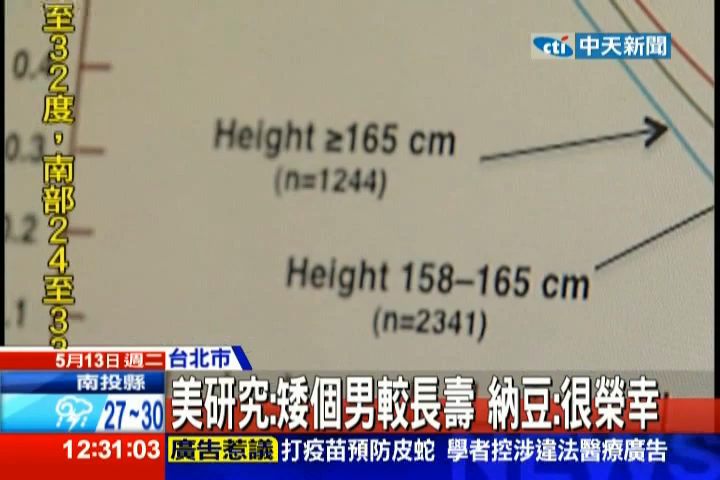 至32度，南部24至33
cti 中天新聞
0.4
Height ≥165 cm
0.3
(n=1244)
0.2
Height 158–165 cm
(n=2341)
.1
5月13日 週二 台北市
南投縣
27~30
美研究:矮個男較長壽 納豆:很榮幸
12:31:03
廣告惹議 打疫苗預防皮蛇 學者控涉違法醫療廣告
NEWS